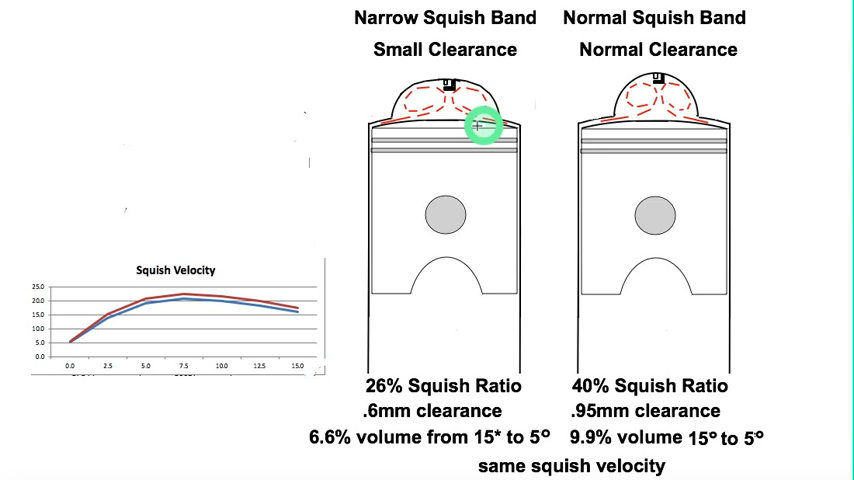 Narrow Squish Band
Normal Squish Band
Small Clearance
Normal Clearance
Squish Velocity
25.0
20.0
15.0
10.0
5.0
0.0
0.0 2.5 5.0 7.5 10.0 12.5 15.0
26% Squish Ratio
40% Squish Ratio
.6mm clearance
.95mm clearance
6.6% volume from 15* to 5º
9.9% volume 15º to 5º
same squish velocity